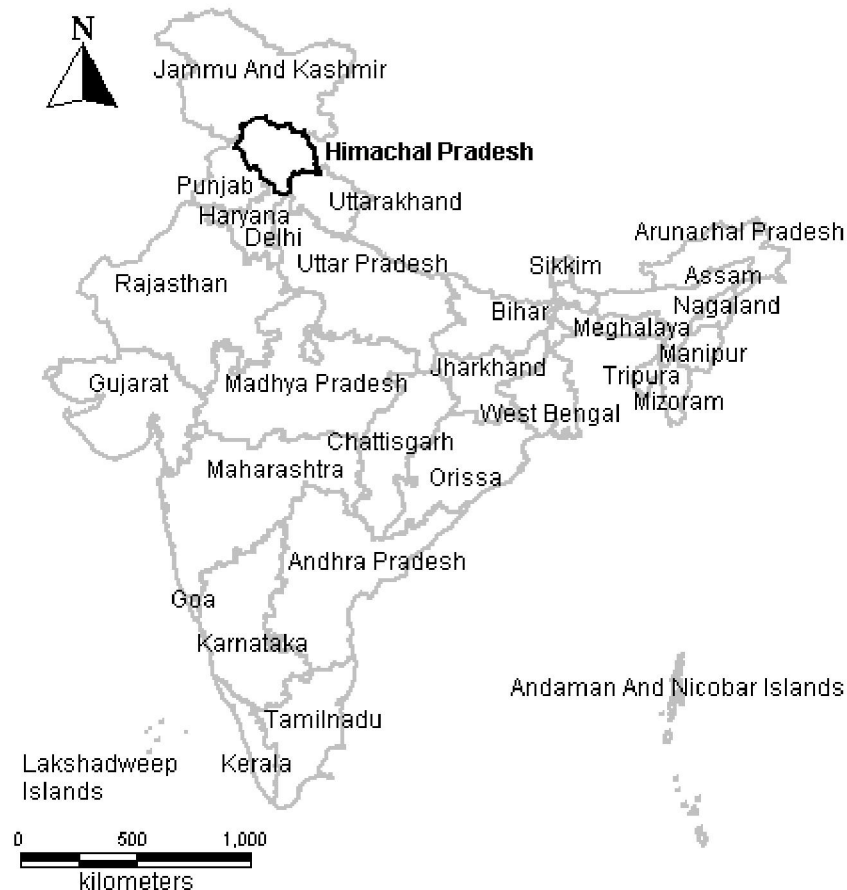 N
Jammu And Kashmir
Himachal Pradesh
Punjab
Uttarakhand
Haryana
Delhi
Arunachal Pradesh
Uttar Pradesh
Sikkim
Assam
Rajasthan
Bihar
Nagaland
Meghalaya
Manipur
Jharkhand
Gujarat
Madhya Pradesh
Tripura
Mizoram
West Bengal
Chattisgarh
Maharashtra
Orissa
Andhra Pradesh
Goa
Karnataka
Andaman And Nicobar Islands
Tamilnadu
Lakshadweep
Islands
Kerala
0 500 1,000
kilometers